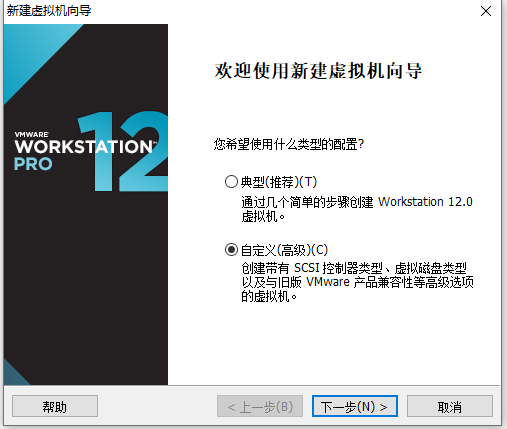 新建虚拟机向导
VMWARE
WORKSTATION™
PRO
12
欢迎使用新建虚拟机向导
您希望使用什么类型的配置?
典型(推荐)(T)
通过几个简单的步骤创建 Workstation 12.0
虚拟机。
自定义(高级)(C)
创建带有 SCSI 控制器类型、虚拟磁盘类型
以及与旧版 VMware 产品兼容性等高级选项
的虚拟机。
帮助
< 上一步(B)
下一步(N) >
取消